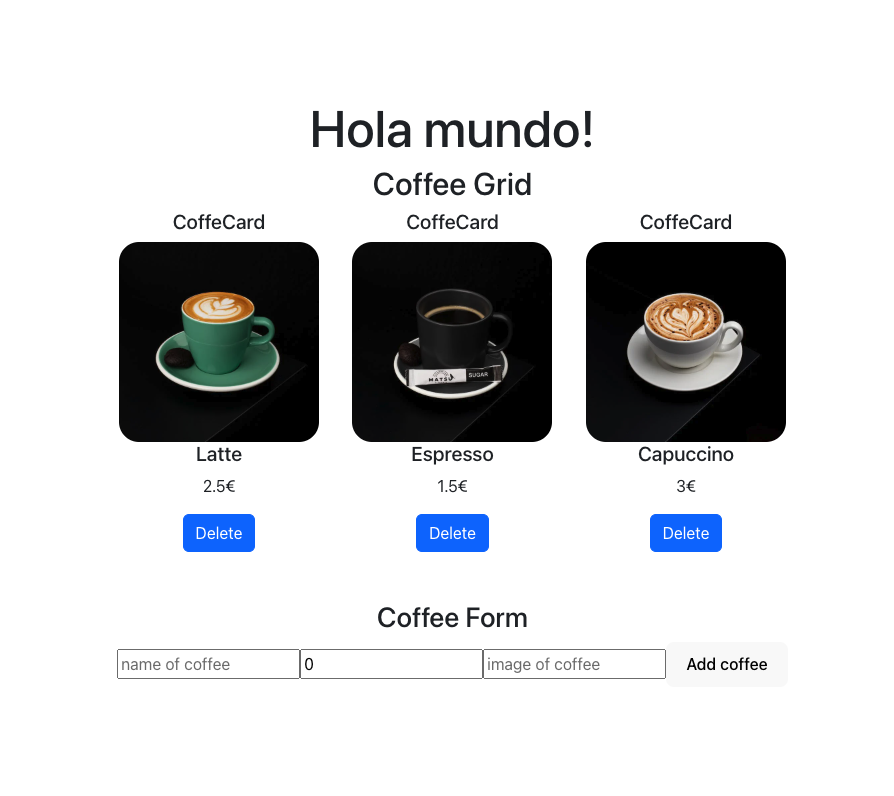 Hola mundo!
Coffee Grid
CoffeCard CoffeCard CoffeCard
MATSU SUGAR
Latte Espresso Capuccino
2.5€ 1.5€ 3€
Delete Delete Delete
Coffee Form
name of coffee 0 image of coffee Add coffee